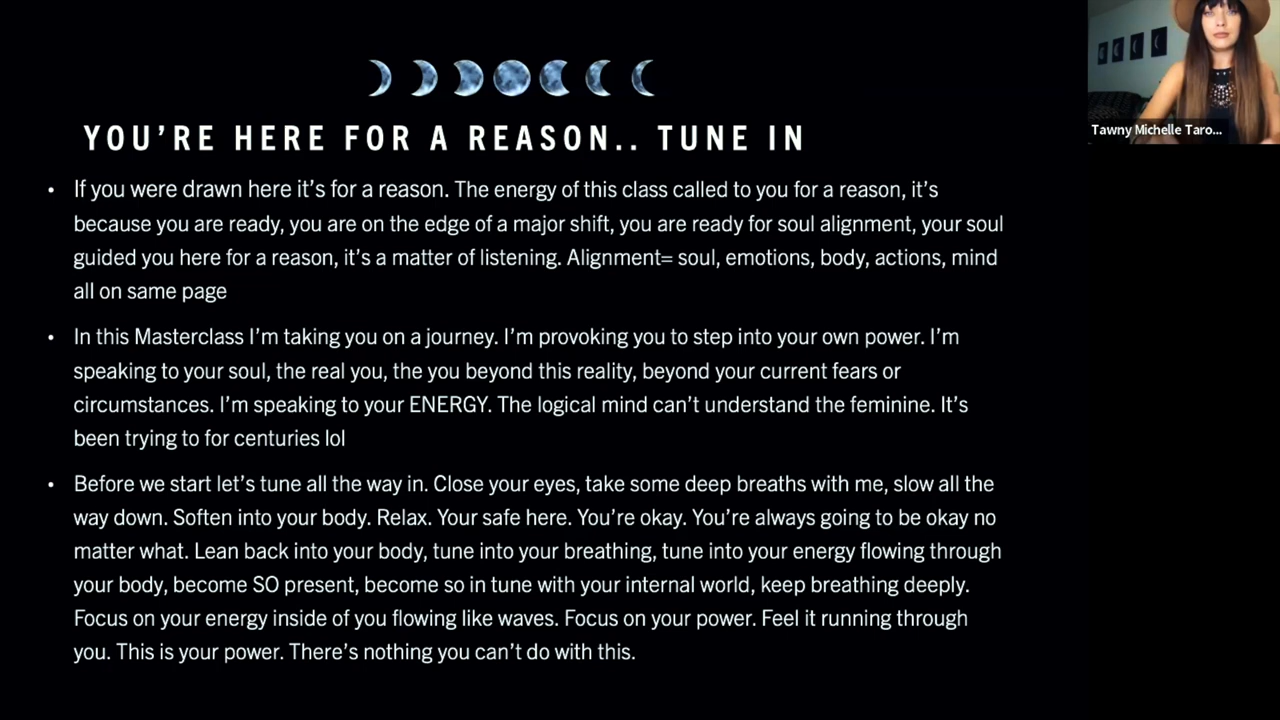 YOU'RE HERE FOR A REASON.. TUNE IN
• If you were drawn here it's for a reason. The energy of this class called to you for a reason, it's
because you are ready, you are on the edge of a major shift, you are ready for soul alignment, your soul
guided you here for a reason, it's a matter of listening. Alignment= soul, emotions, body, actions, mind
all on same page
• In this Masterclass I'm taking you on a journey. I'm provoking you to step into your own power. I'm
speaking to your soul, the real you, the you beyond this reality, beyond your current fears or
circumstances. I'm speaking to your ENERGY. The logical mind can't understand the feminine. It's
been trying to for centuries lol
• Before we start let's tune all the way in. Close your eyes, take some deep breaths with me, slow all the
way down. Soften into your body. Relax. Your safe here. You're okay. You're always going to be okay no
matter what. Lean back into your body, tune into your breathing, tune into your energy flowing through
your body, become SO present, become so in tune with your internal world, keep breathing deeply.
Focus on your energy inside of you flowing like waves. Focus on your power. Feel it running through
you. This is your power. There's nothing you can't do with this.
Tawny Michelle Taro...